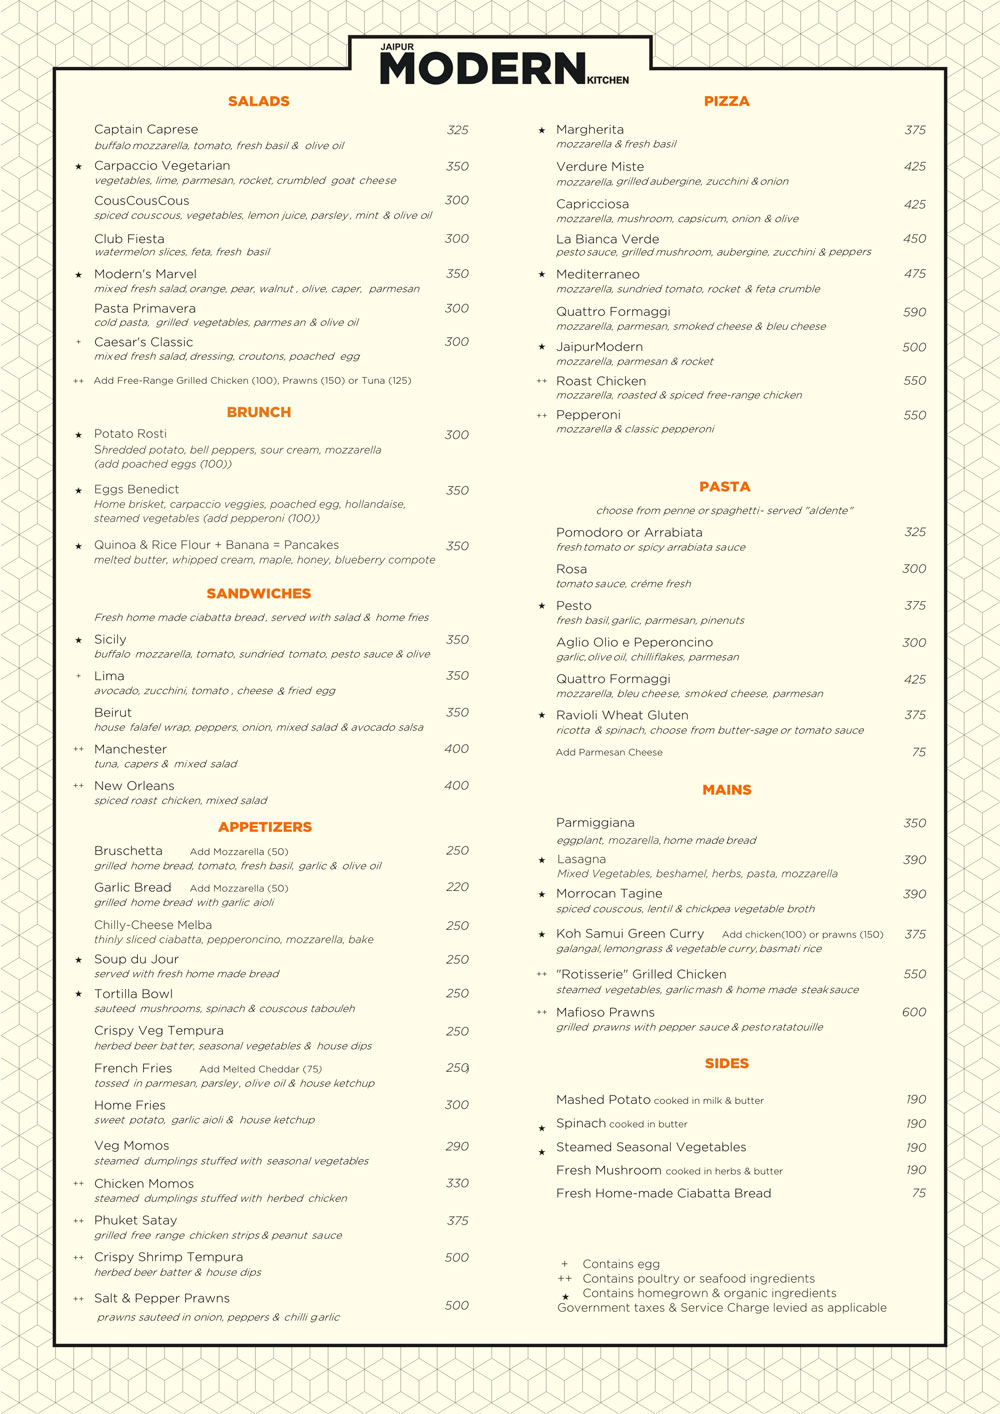 JAIPUR
MODERN KITCHEN
SALADS
Captain Caprese 325
buffalo mozzarella, tomato, fresh basil & olive oil
★ Carpaccio Vegetarian 350
vegetables, lime, parmesan, rocket, crumbled goat cheese
CousCousCous 300
spiced couscous, vegetables, lemon juice, parsley, mint & olive oil
Club Fiesta 300
watermelon slices, feta, fresh basil
★ Modern's Marvel 350
mixed fresh salad, orange, pear, walnut, olive, caper, parmesan
Pasta Primavera 300
cold pasta, grilled vegetables, parmesan & olive oil
+ Caesar's Classic 300
mixed fresh salad, dressing, croutons, poached egg
++ Add Free-Range Grilled Chicken (100), Prawns (150) or Tuna (125)
BRUNCH
★ Potato Rosti 300
Shredded potato, bell peppers, sour cream, mozzarella
(add poached eggs (100))
★ Eggs Benedict 350
Home brisket, carpaccio veggies, poached egg, hollandaise,
steamed vegetables (add pepperoni (100))
★ Quinoa & Rice Flour + Banana = Pancakes 350
melted butter, whipped cream, maple, honey, blueberry compote
SANDWICHES
Fresh home made ciabatta bread, served with salad & home fries
★ Sicily 350
buffalo mozzarella, tomato, sundried tomato, pesto sauce & olive
+ Lima 350
avocado, zucchini, tomato, cheese & fried egg
Beirut 350
house falafel wrap, peppers, onion, mixed salad & avocado salsa
++ Manchester 400
tuna, capers & mixed salad
++ New Orleans 400
spiced roast chicken, mixed salad
APPETIZERS
Bruschetta Add Mozzarella (50) 250
grilled home bread, tomato, fresh basil, garlic & olive oil
Garlic Bread Add Mozzarella (50) 220
grilled home bread with garlic aioli
Chilly-Cheese Melba 250
thinly sliced ciabatta, pepperoncino, mozzarella, bake
★ Soup du Jour 250
served with fresh home made bread
★ Tortilla Bowl 250
sauteed mushrooms, spinach & couscous tabouleh
Crispy Veg Tempura 250
herbed beer batter, seasonal vegetables & house dips
French Fries Add Melted Cheddar (75) 250)
tossed in parmesan, parsley, olive oil & house ketchup
Home Fries 300
sweet potato, garlic aioli & house ketchup
Veg Momos 290
steamed dumplings stuffed with seasonal vegetables
++ Chicken Momos 330
steamed dumplings stuffed with herbed chicken
++ Phuket Satay 375
grilled free range chicken strips & peanut sauce
++ Crispy Shrimp Tempura 500
herbed beer batter & house dips
++ Salt & Pepper Prawns 500
prawns sauteed in onion, peppers & chilli garlic
PIZZA
★ Margherita 375
mozzarella & fresh basil
Verdure Miste 425
mozzarella, grilled aubergine, zucchini & onion
Capricciosa 425
mozzarella, mushroom, capsicum, onion & olive
La Bianca Verde 450
pesto sauce, grilled mushroom, aubergine, zucchini & peppers
★ Mediterraneo 475
mozzarella, sundried tomato, rocket & feta crumble
Quattro Formaggi 590
mozzarella, parmesan, smoked cheese & bleu cheese
★ JaipurModern 500
mozzarella, parmesan & rocket
++ Roast Chicken 550
mozzarella, roasted & spiced free-range chicken
++ Pepperoni 550
mozzarella & classic pepperoni
PASTA
choose from penne or spaghetti- served "aldente"
Pomodoro or Arrabiata 325
fresh tomato or spicy arrabiata sauce
Rosa 300
tomato sauce, créme fresh
★ Pesto 375
fresh basil, garlic, parmesan, pinenuts
Aglio Olio e Peperoncino 300
garlic, olive oil, chilliflakes, parmesan
Quattro Formaggi 425
mozzarella, bleu cheese, smoked cheese, parmesan
★ Ravioli Wheat Gluten 375
ricotta & spinach, choose from butter-sage or tomato sauce
Add Parmesan Cheese 75
MAINS
Parmiggiana 350
eggplant, mozarella, home made bread
★ Lasagna 390
Mixed Vegetables, beshamel, herbs, pasta, mozzarella
★ Morrocan Tagine 390
spiced couscous, lentil & chickpea vegetable broth
★ Koh Samui Green Curry Add chicken(100) or prawns (150) 375
galangal, lemongrass & vegetable curry, basmati rice
++ "Rotisserie" Grilled Chicken 550
steamed vegetables, garlic mash & home made steak sauce
++ Mafioso Prawns 600
grilled prawns with pepper sauce & pesto ratatouille
SIDES
Mashed Potato cooked in milk & butter 190
★ Spinach cooked in butter 190
★ Steamed Seasonal Vegetables 190
Fresh Mushroom cooked in herbs & butter 190
Fresh Home-made Ciabatta Bread 75
+ Contains egg
++ Contains poultry or seafood ingredients
★ Contains homegrown & organic ingredients
Government taxes & Service Charge levied as applicable